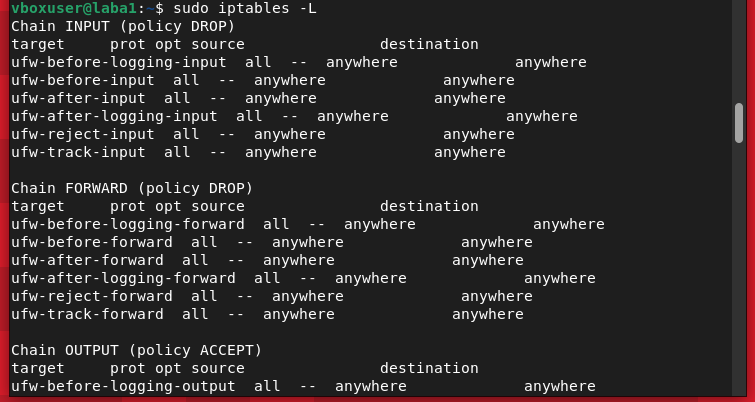 vboxuser@laba1:~$ sudo iptables -L
Chain INPUT (policy DROP)
target     prot opt source               destination
ufw-before-logging-input  all  --  anywhere             anywhere
ufw-before-input  all  --  anywhere             anywhere
ufw-after-input  all  --  anywhere             anywhere
ufw-after-logging-input  all  --  anywhere             anywhere
ufw-reject-input  all  --  anywhere             anywhere
ufw-track-input  all  --  anywhere             anywhere

Chain FORWARD (policy DROP)
target     prot opt source               destination
ufw-before-logging-forward  all  --  anywhere             anywhere
ufw-before-forward  all  --  anywhere             anywhere
ufw-after-forward  all  --  anywhere             anywhere
ufw-after-logging-forward  all  --  anywhere             anywhere
ufw-reject-forward  all  --  anywhere             anywhere
ufw-track-forward  all  --  anywhere             anywhere

Chain OUTPUT (policy ACCEPT)
target     prot opt source               destination
ufw-before-logging-output  all  --  anywhere             anywhere